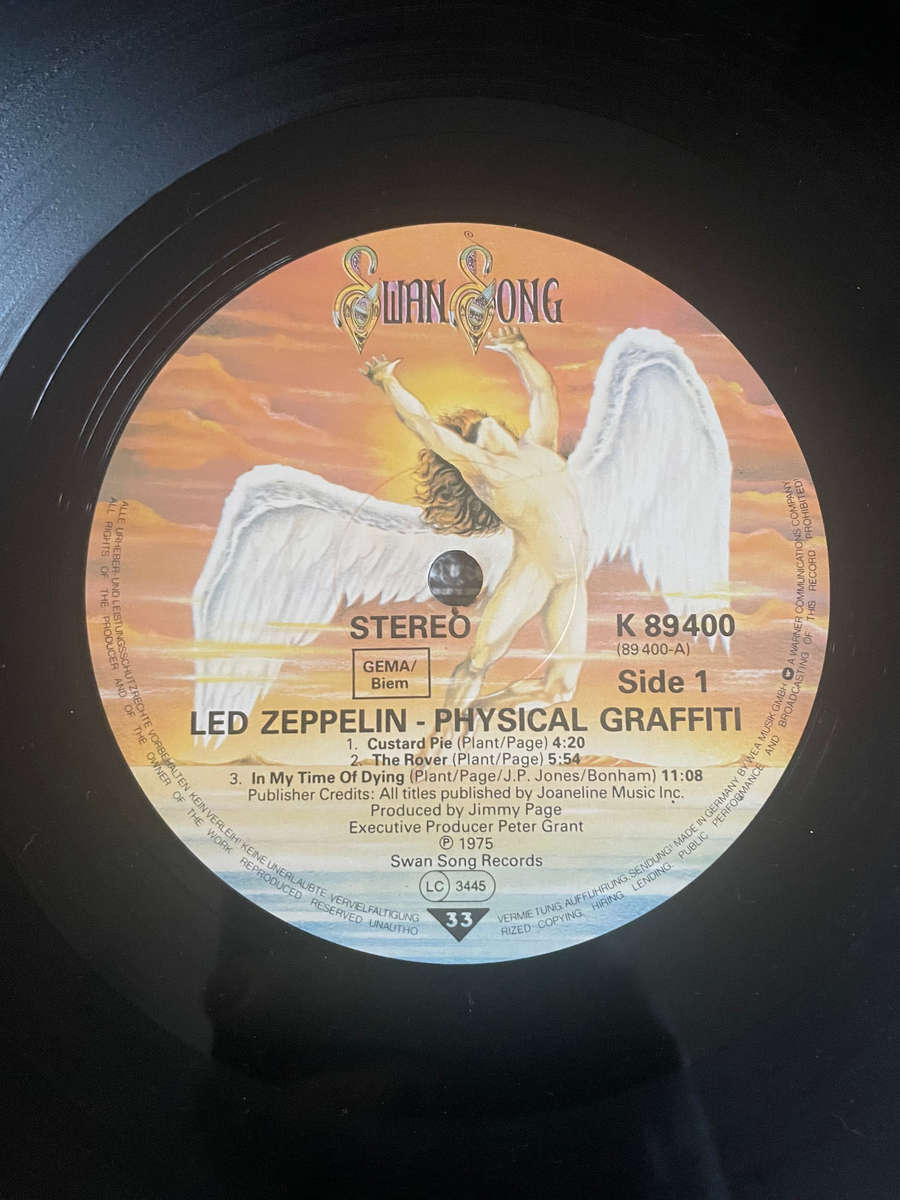 SWAN SONG
STEREO
K 89400
(89 400-A)
GEMA/
Biem
Side 1
LED ZEPPELIN - PHYSICAL GRAFFITI
1. Custard Pie (Plant/Page) 4:20
2. The Rover (Plant/Page) 5:54
3. In My Time Of Dying (Plant/Page/J.P. Jones/Bonham) 11:08
Publisher Credits: All titles published by Joaneline Music Inc.
Produced by Jimmy Page
Executive Producer Peter Grant
℗ 1975
Swan Song Records
LC 3445
33
ALLE URHEBER- UND LEISTUNGSSCHUTZRECHTE VORBEHALTEN KEIN VERLEIH! KEINE UNERLAUBTE VERVIELFÄLTIGUNG
VERMIETUNG, AUFFÜHRUNG, SENDUNG! MADE IN GERMANY BY WEA MUSIK GMBH A WARNER COMMUNICATIONS COMPANY
ALL RIGHTS OF THE PRODUCER AND OF THE OWNER OF THE WORK REPRODUCED RESERVED UNAUTHO
RIZED COPYING, HIRING, LENDING, PUBLIC PERFORMANCE AND BROADCASTING OF THIS RECORD PROHIBITED